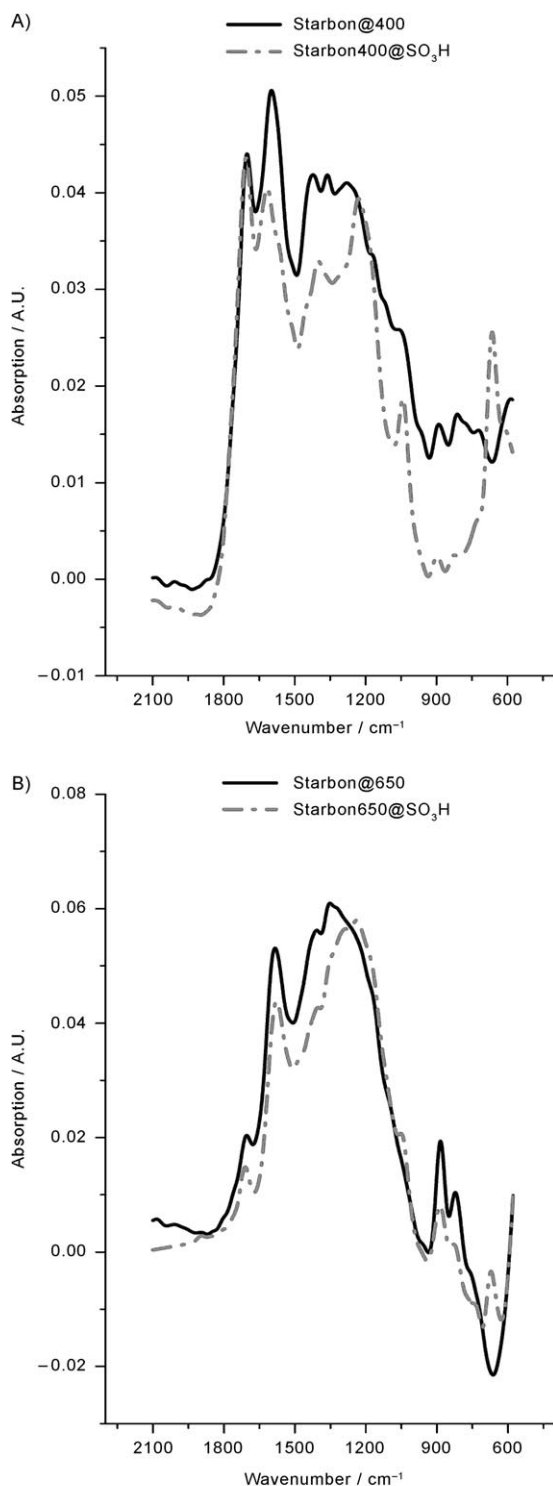 A)
Starbon@400
Starbon400@SO₃H
0.05
0.04
0.03
0.02
0.01
0.00
−0.01
Absorption / A.U.
2100 1800 1500 1200 900 600
Wavenumber / cm⁻¹
B)
Starbon@650
Starbon650@SO₃H
0.08
0.06
0.04
0.02
0.00
−0.02
Absorption / A.U.
2100 1800 1500 1200 900 600
Wavenumber / cm⁻¹